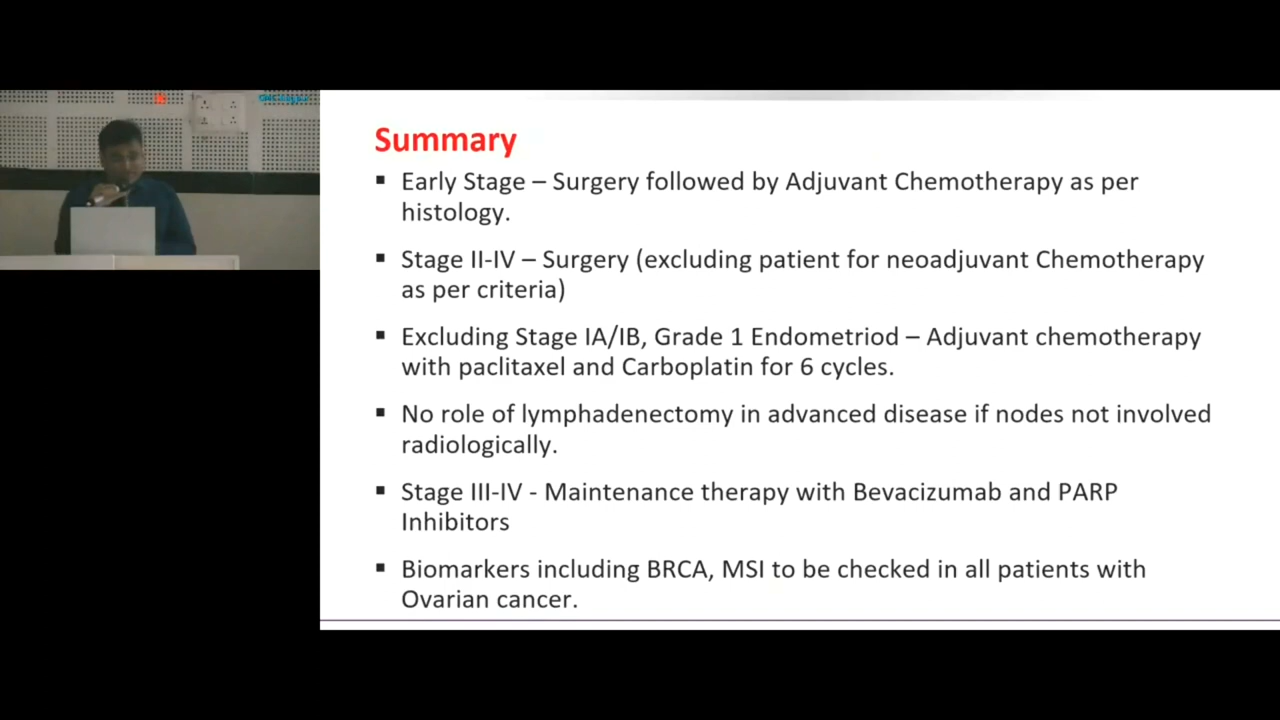 Summary
▪ Early Stage – Surgery followed by Adjuvant Chemotherapy as per
histology.
▪ Stage II-IV – Surgery (excluding patient for neoadjuvant Chemotherapy
as per criteria)
▪ Excluding Stage IA/IB, Grade 1 Endometriod – Adjuvant chemotherapy
with paclitaxel and Carboplatin for 6 cycles.
▪ No role of lymphadenectomy in advanced disease if nodes not involved
radiologically.
▪ Stage III-IV - Maintenance therapy with Bevacizumab and PARP
Inhibitors
▪ Biomarkers including BRCA, MSI to be checked in all patients with
Ovarian cancer.